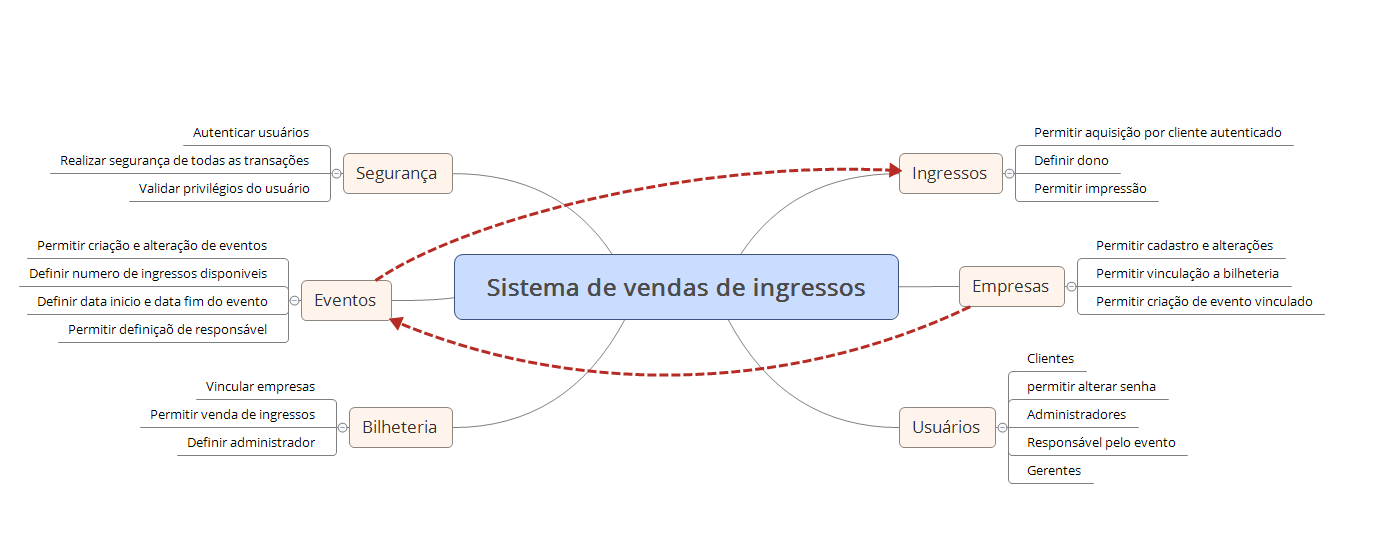 Sistema de vendas de ingressos
Segurança
Autenticar usuários
Realizar segurança de todas as transações
Validar privilégios do usuário
Eventos
Permitir criação e alteração de eventos
Definir numero de ingressos disponiveis
Definir data inicio e data fim do evento
Permitir definiçaõ de responsável
Bilheteria
Vincular empresas
Permitir venda de ingressos
Definir administrador
Ingressos
Permitir aquisição por cliente autenticado
Definir dono
Permitir impressão
Empresas
Permitir cadastro e alterações
Permitir vinculação a bilheteria
Permitir criação de evento vinculado
Usuários
Clientes
permitir alterar senha
Administradores
Responsável pelo evento
Gerentes